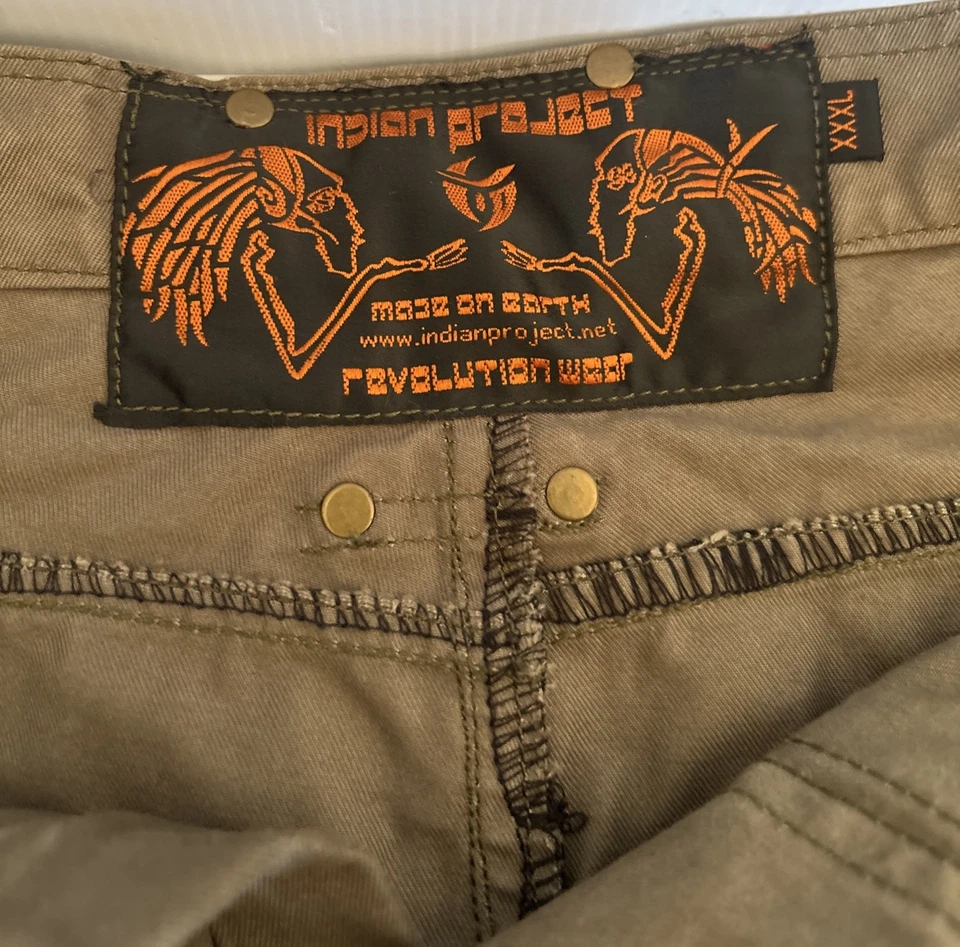 indian project
XXXL
made on earth
www.indianproject.net
revolution wear